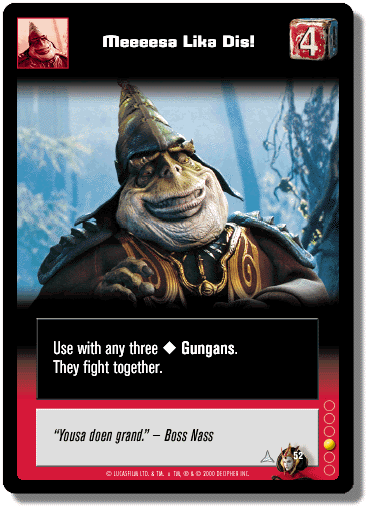 Meeeesa Lika Dis!
4
Use with any three ◆ Gungans.
They fight together.
“Yousa doen grand.” – Boss Nass
52
© LUCASFILM LTD. & TM. ® & © 2000 DECIPHER INC.